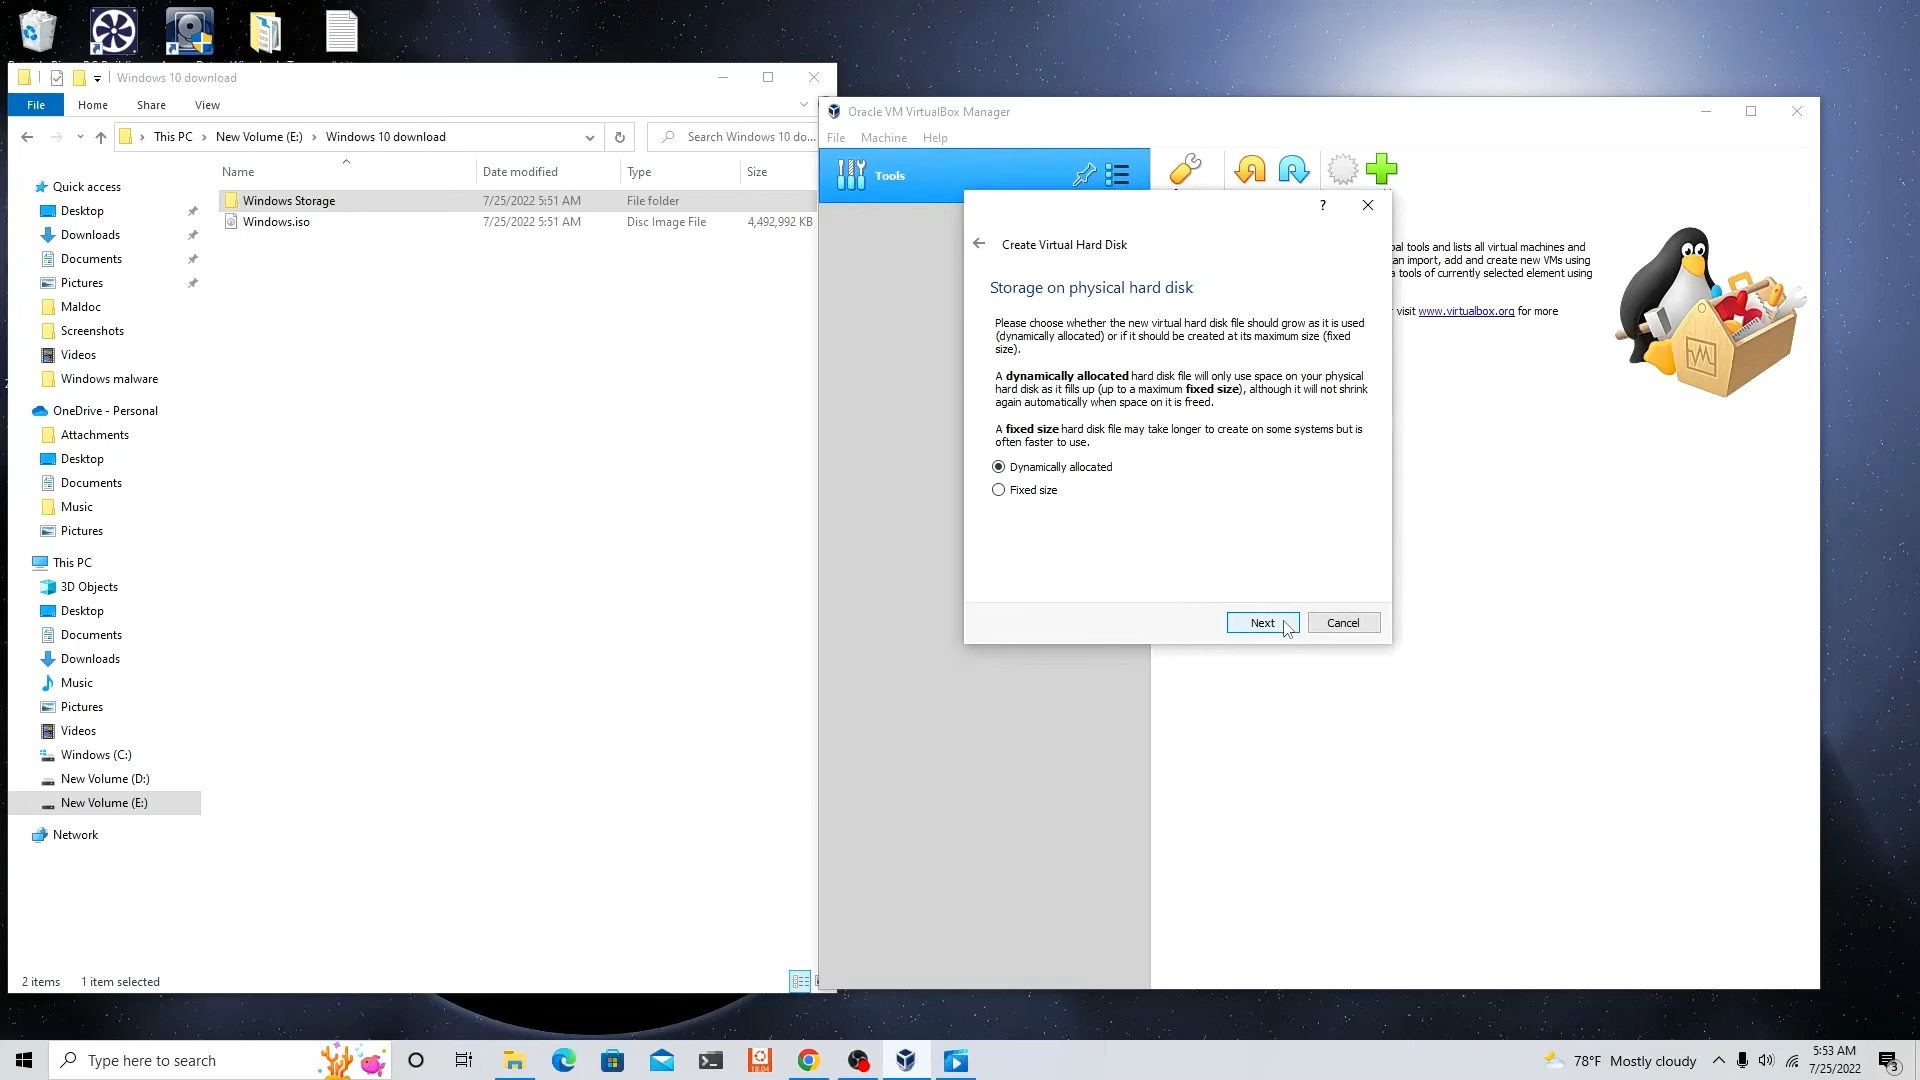 Windows 10 download
File
Home
Share
View
This PC
New Volume (E:)
Windows 10 download
Search Windows 10 do...
Name
Date modified
Type
Size
Windows Storage
7/25/2022 5:51 AM
File folder
Windows.iso
7/25/2022 5:51 AM
Disc Image File
4,492,992 KB
Quick access
Desktop
Downloads
Documents
Pictures
Maldoc
Screenshots
Videos
Windows malware
OneDrive - Personal
Attachments
Desktop
Documents
Music
Pictures
This PC
3D Objects
Desktop
Documents
Downloads
Music
Pictures
Videos
Windows (C:)
New Volume (D:)
New Volume (E:)
Network
2 items
1 item selected
Oracle VM VirtualBox Manager
File
Machine
Help
Tools
tools and lists all virtual machines and
an import, add and create new VMs using
tools of currently selected element using
visit www.virtualbox.org for more
?
Create Virtual Hard Disk
Storage on physical hard disk
Please choose whether the new virtual hard disk file should grow as it is used
(dynamically allocated) or if it should be created at its maximum size (fixed
size).
A dynamically allocated hard disk file will only use space on your physical
hard disk as it fills up (up to a maximum fixed size), although it will not shrink
again automatically when space on it is freed.
A fixed size hard disk file may take longer to create on some systems but is
often faster to use.
Dynamically allocated
Fixed size
Next
Cancel
Type here to search
18.04
78°F Mostly cloudy
5:53 AM
7/25/2022
3